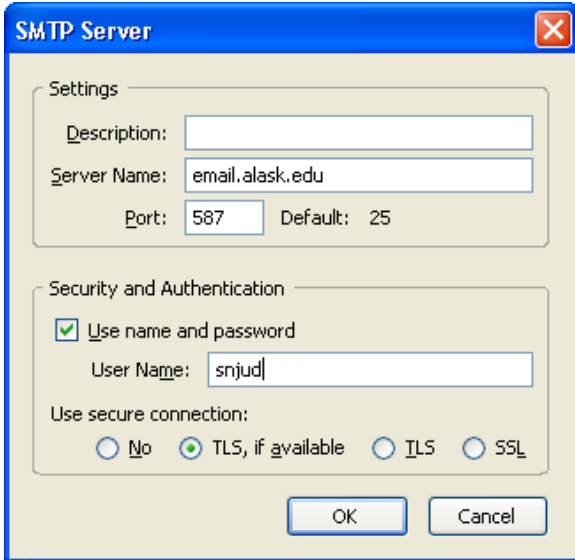 SMTP Server
Settings
Description:
Server Name: email.alask.edu
Port: 587 Default: 25
Security and Authentication
Use name and password
User Name: snjud
Use secure connection:
No TLS, if available TLS SSL
OK Cancel